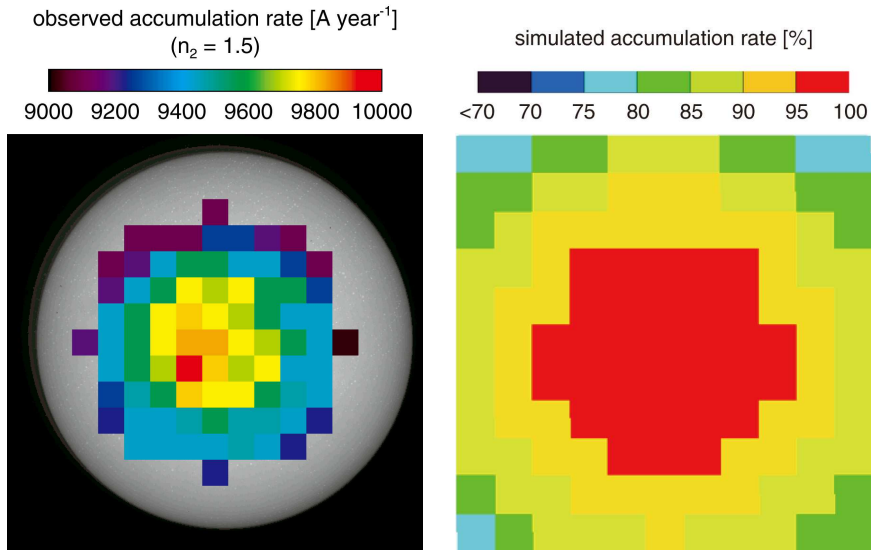 observed accumulation rate [A year⁻¹]
(n₂ = 1.5)
9000 9200 9400 9600 9800 10000
simulated accumulation rate [%]
<70 70 75 80 85 90 95 100